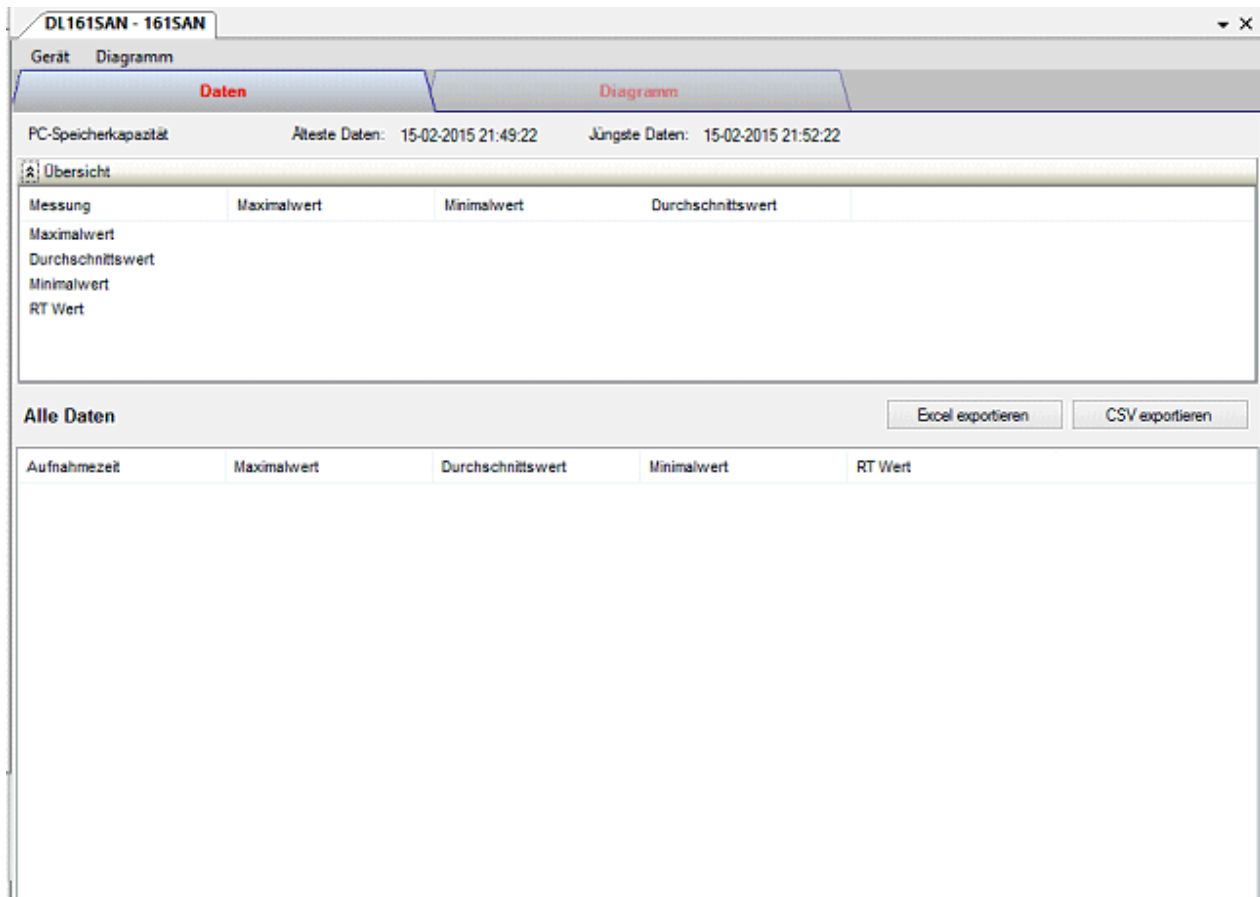 DL161SAN - 161SAN
Gerät Diagramm
Daten Diagramm
PC-Speicherkapazität Älteste Daten: 15-02-2015 21:49:22 Jüngste Daten: 15-02-2015 21:52:22
Übersicht
Messung Maximalwert Minimalwert Durchschnittswert
Maximalwert
Durchschnittswert
Minimalwert
RT Wert
Alle Daten Excel exportieren CSV exportieren
Aufnahmezeit Maximalwert Durchschnittswert Minimalwert RT Wert